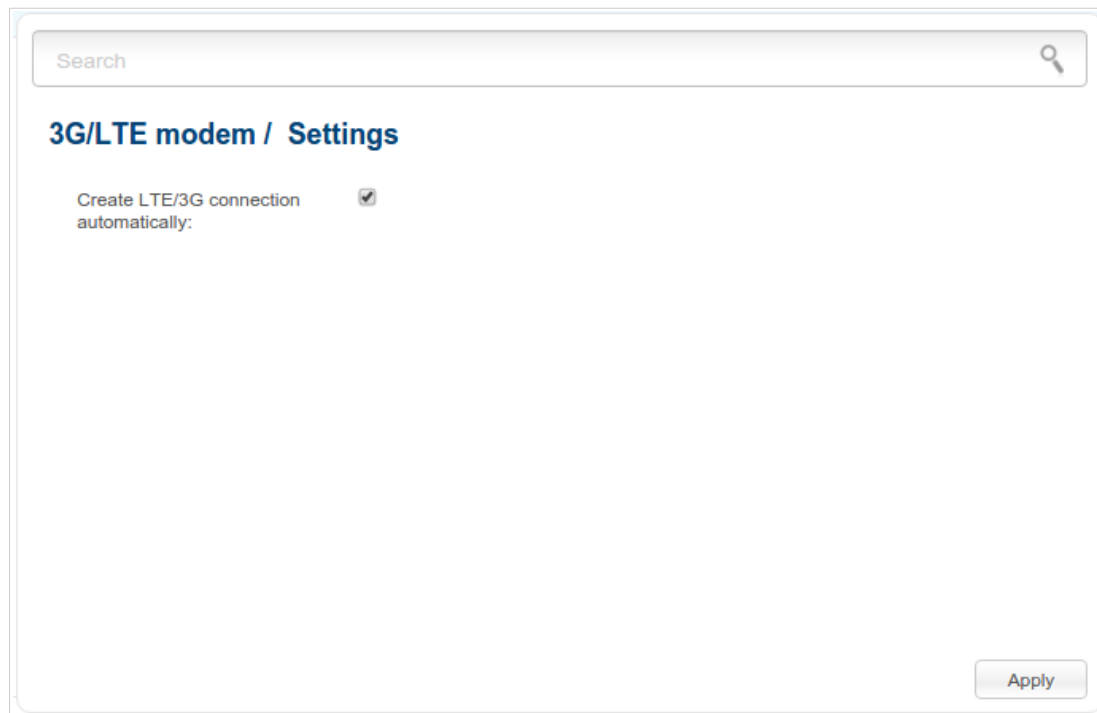 Search
3G/LTE modem / Settings
Create LTE/3G connection
automatically:
Apply